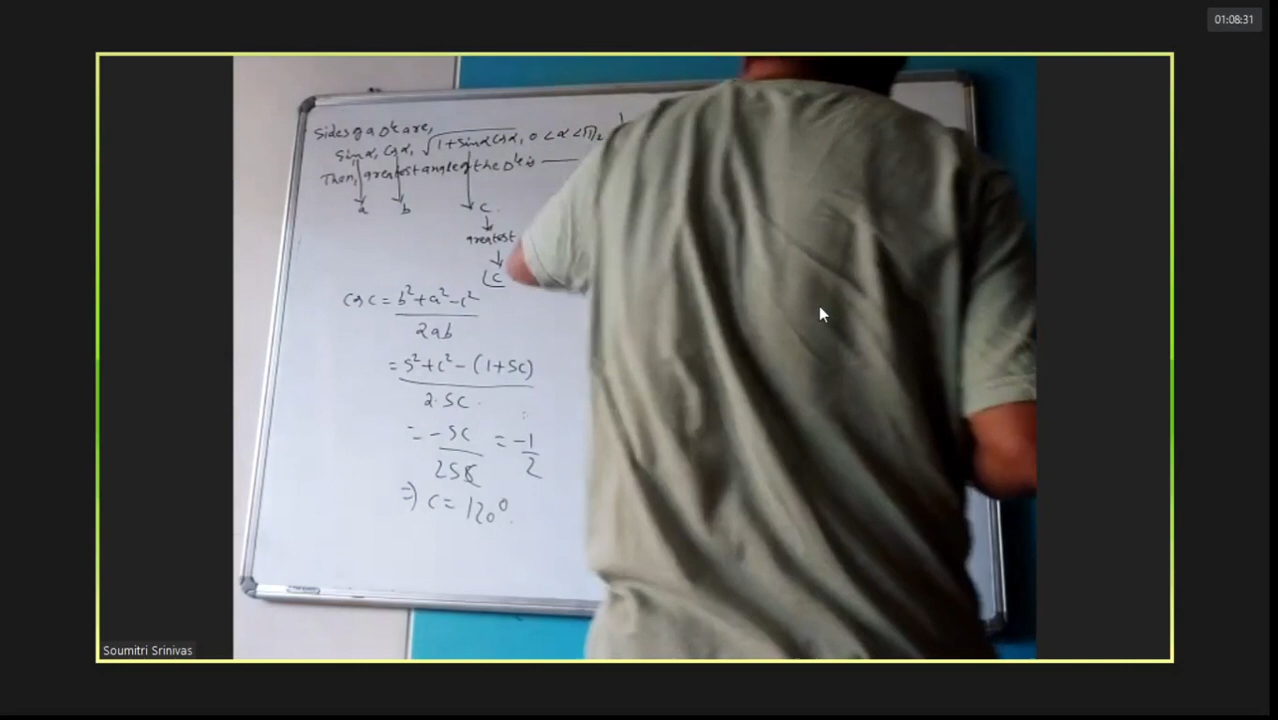 01:08:31
Sides of a Δle are,
Sinα, Cosα, √1+SinαCosα, 0<α<π/2
Then, greatest angle of the Δle is ——
a b c
greatest
∠C
Cos C = b²+a²-c²
2ab
= S²+C²-(1+SC)
2·SC
= -SC = -1
2SC 2
⇒ C = 120°.
Soumitri Srinivas